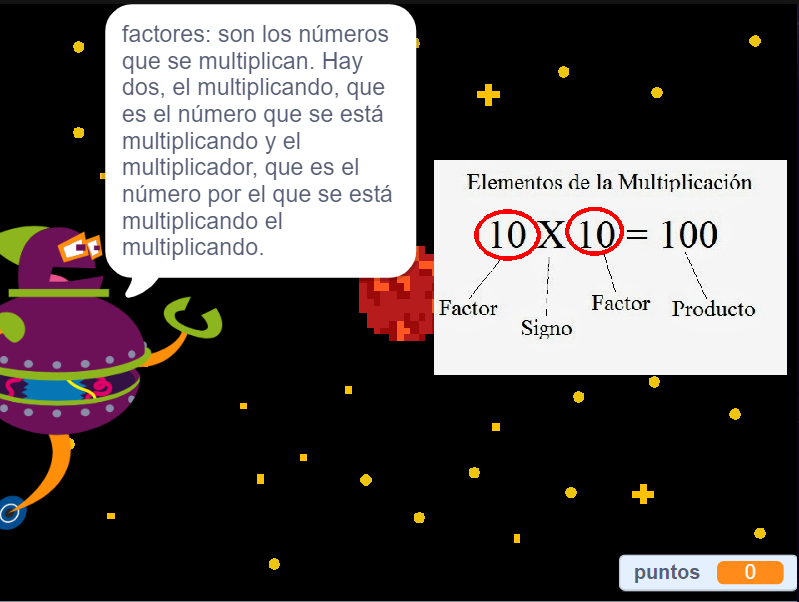 factores: son los números
que se multiplican. Hay
dos, el multiplicando, que
es el número que se está
multiplicando y el
multiplicador, que es el
número por el que se está
multiplicando el
multiplicando.
Elementos de la Multiplicación
10 X 10 = 100
Factor
Signo
Factor
Producto
puntos 0